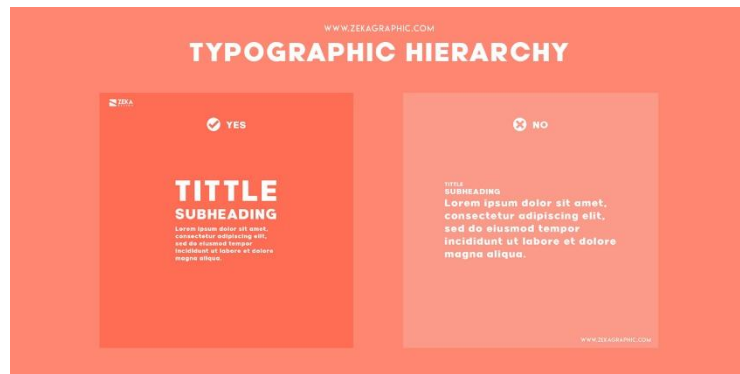 WWW.ZEKAGRAPHIC.COM
TYPOGRAPHIC HIERARCHY
ZEKA
YES
TITTLE
SUBHEADING
Lorem ipsum dolor sit amet,
consectetur adipiscing elit,
sed do eiusmod tempor
incididunt ut labore et dolore
magna aliqua.
NO
TITTLE
SUBHEADING
Lorem ipsum dolor sit amet,
consectetur adipiscing elit,
sed do eiusmod tempor
incididunt ut labore et dolore
magna aliqua.
WWW.ZEKAGRAPHIC.COM